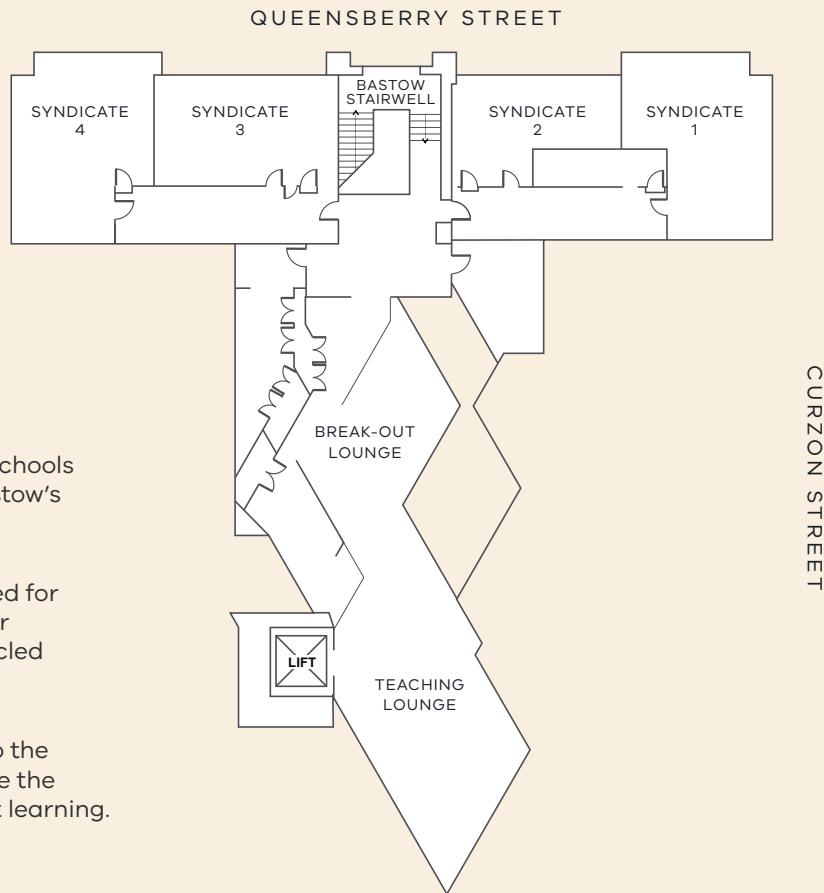 QUEENSBERRY STREET
BASTOW
STAIRWELL
SYNDICATE
4
SYNDICATE
3
SYNDICATE
2
SYNDICATE
1
CURZON STREET
BREAK-OUT
LOUNGE
chools
stow's
ed for
r
cled
LIFT
TEACHING
LOUNGE
o the
e the
t learning.